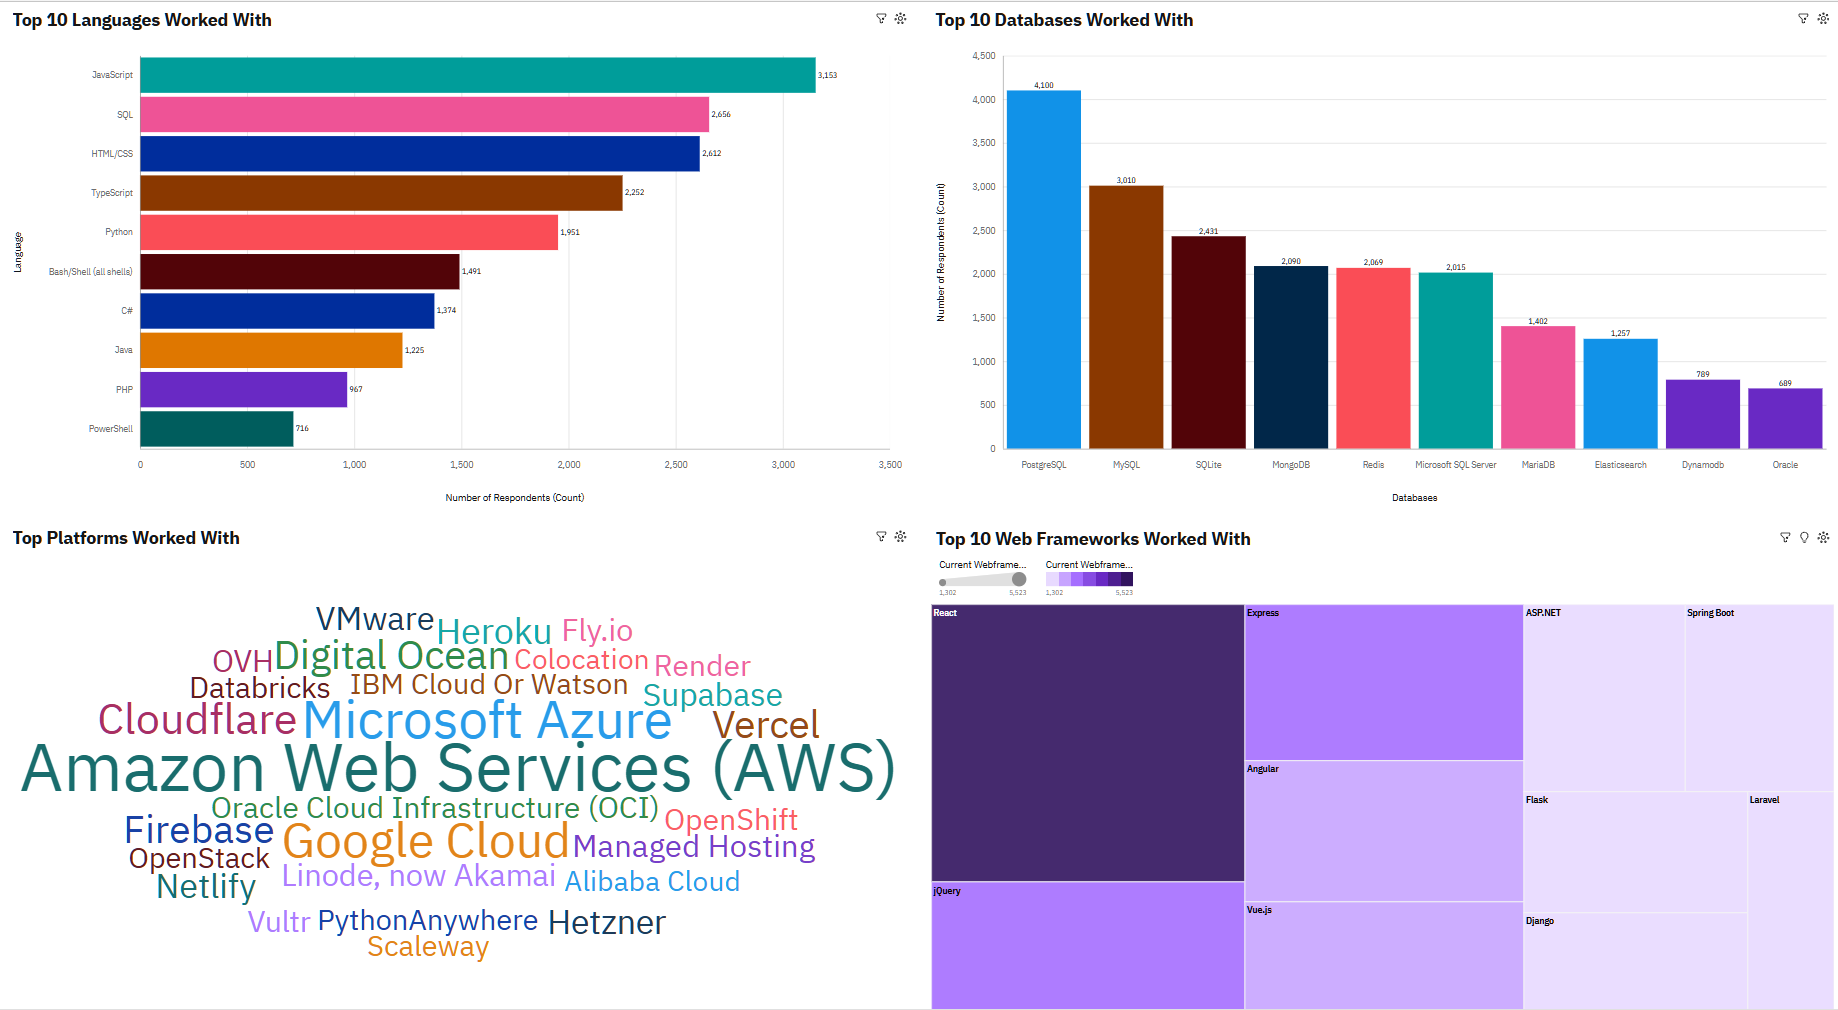 Top 10 Languages Worked With
JavaScript
3,153
SQL
2,656
HTML/CSS
2,612
TypeScript
2,252
Python
1,951
Bash/Shell (all shells)
1,491
C#
1,374
Java
1,225
PHP
967
PowerShell
716
Language
0 500 1,000 1,500 2,000 2,500 3,000 3,500
Number of Respondents (Count)
Top 10 Databases Worked With
4,500
4,000
3,500
3,000
2,500
2,000
1,500
1,000
500
0
Number of Respondents (Count)
4,100 3,010 2,431 2,090 2,069 2,015 1,402 1,257 789 689
PostgreSQL MySQL SQLite MongoDB Redis Microsoft SQL Server MariaDB Elasticsearch Dynamodb Oracle
Databases
Top Platforms Worked With
VMware
Heroku Fly.io
OVH Digital Ocean Colocation Render
Databricks IBM Cloud Or Watson Supabase
Cloudflare Microsoft Azure Vercel
Amazon Web Services (AWS)
Oracle Cloud Infrastructure (OCI) OpenShift
Firebase Google Cloud Managed Hosting
OpenStack
Netlify Linode, now Akamai Alibaba Cloud
Vultr PythonAnywhere Hetzner
Scaleway
Top 10 Web Frameworks Worked With
Current Webframe... Current Webframe...
1,302 5,523 1,302 5,523
React
jQuery
Express
Angular
Vue.js
ASP.NET
Spring Boot
Flask
Laravel
Django